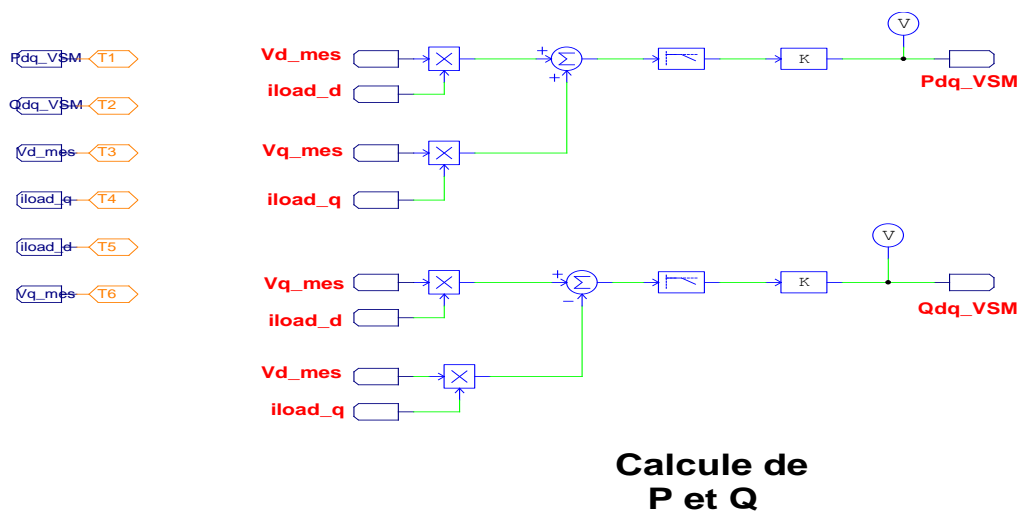 Pdq_VSM T1
Qdq_VSM T2
Vd_mes T3
iload_q T4
iload_d T5
Vq_mes T6
Vd_mes
iload_d
Vq_mes
iload_q
+
+
Σ
K
V
Pdq_VSM
Vq_mes
iload_d
Vd_mes
iload_q
+
−
Σ
K
V
Qdq_VSM
Calcule de
P et Q